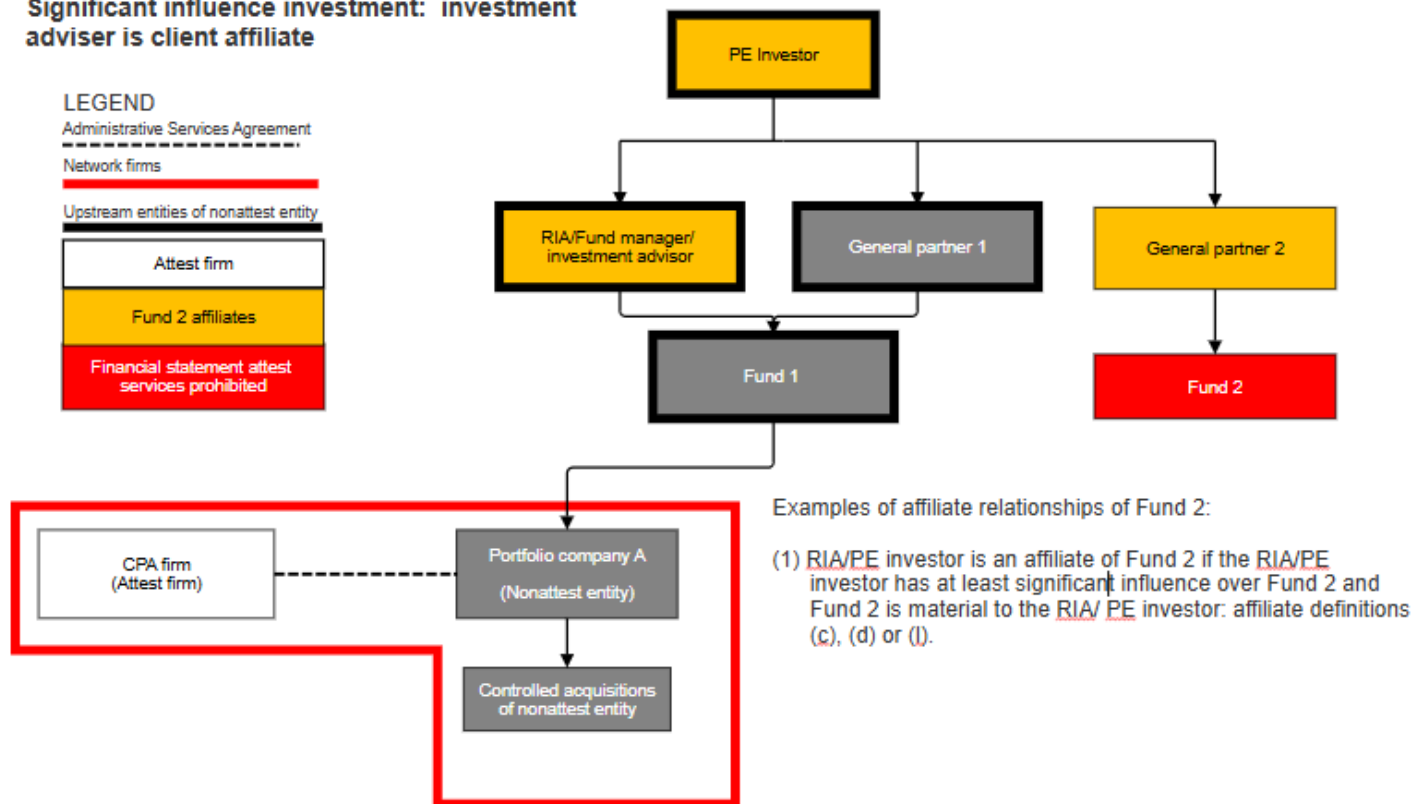 Significant influence investment: investment
adviser is client affiliate
LEGEND
Administrative Services Agreement
Network firms
Upstream entities of nonattest entity
Attest firm
Fund 2 affiliates
Financial statement attest
services prohibited
PE Investor
RIA/Fund manager/
investment advisor
General partner 1
General partner 2
Fund 1
Fund 2
CPA firm
(Attest firm)
Portfolio company A
(Nonattest entity)
Controlled acquisitions
of nonattest entity
Examples of affiliate relationships of Fund 2:
(1) RIA/PE investor is an affiliate of Fund 2 if the RIA/PE
investor has at least significant influence over Fund 2 and
Fund 2 is material to the RIA/ PE investor: affiliate definitions
(c), (d) or (l).